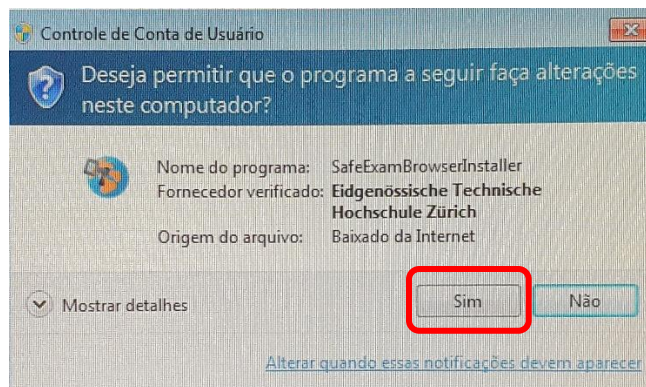 Controle de Conta de Usuário
Deseja permitir que o programa a seguir faça alterações
neste computador?
Nome do programa: SafeExamBrowserInstaller
Fornecedor verificado: Eidgenössische Technische
Hochschule Zürich
Origem do arquivo: Baixado da Internet
Mostrar detalhes
Sim
Não
Alterar quando essas notificações devem aparecer